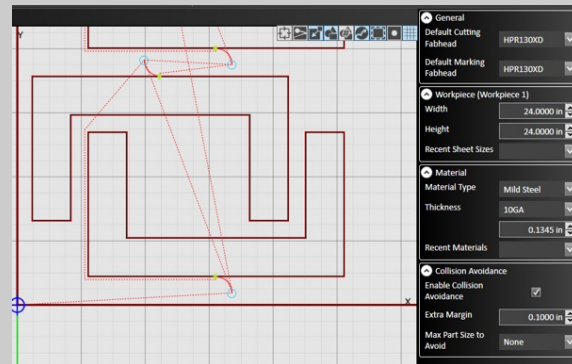 Y
X
General
Default Cutting
Fabhead
HPR130XD
Default Marking
Fabhead
HPR130XD
Workpiece (Workpiece 1)
Width
24.0000 in
Height
24.0000 in
Recent Sheet Sizes
Material
Material Type
Mild Steel
Thickness
10GA
0.1345 in
Recent Materials
Collision Avoidance
Enable Collision
Avoidance
Extra Margin
0.1000 in
Max Part Size to
Avoid
None